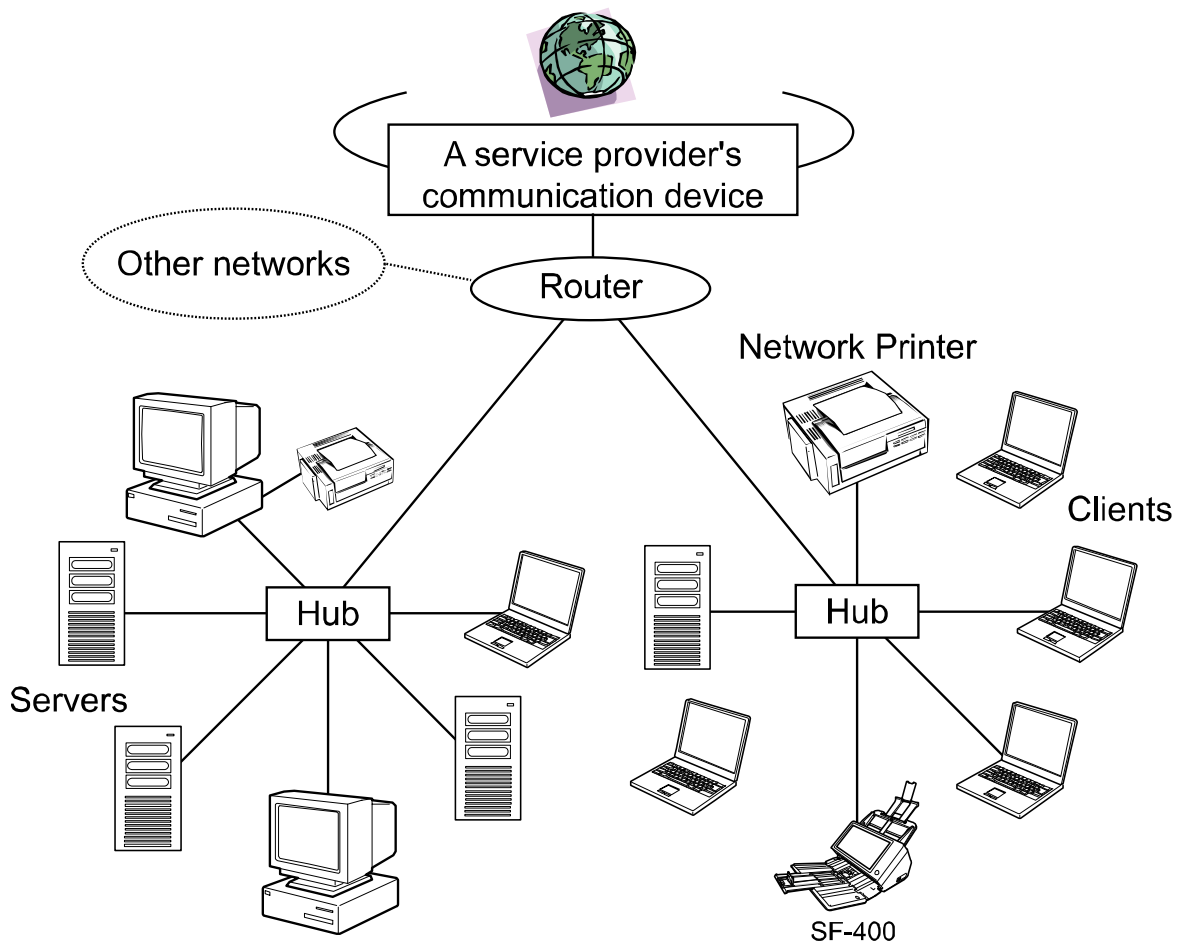 A service provider's
communication device
Other networks
Router
Network Printer
Clients
Hub
Hub
Servers
SF-400